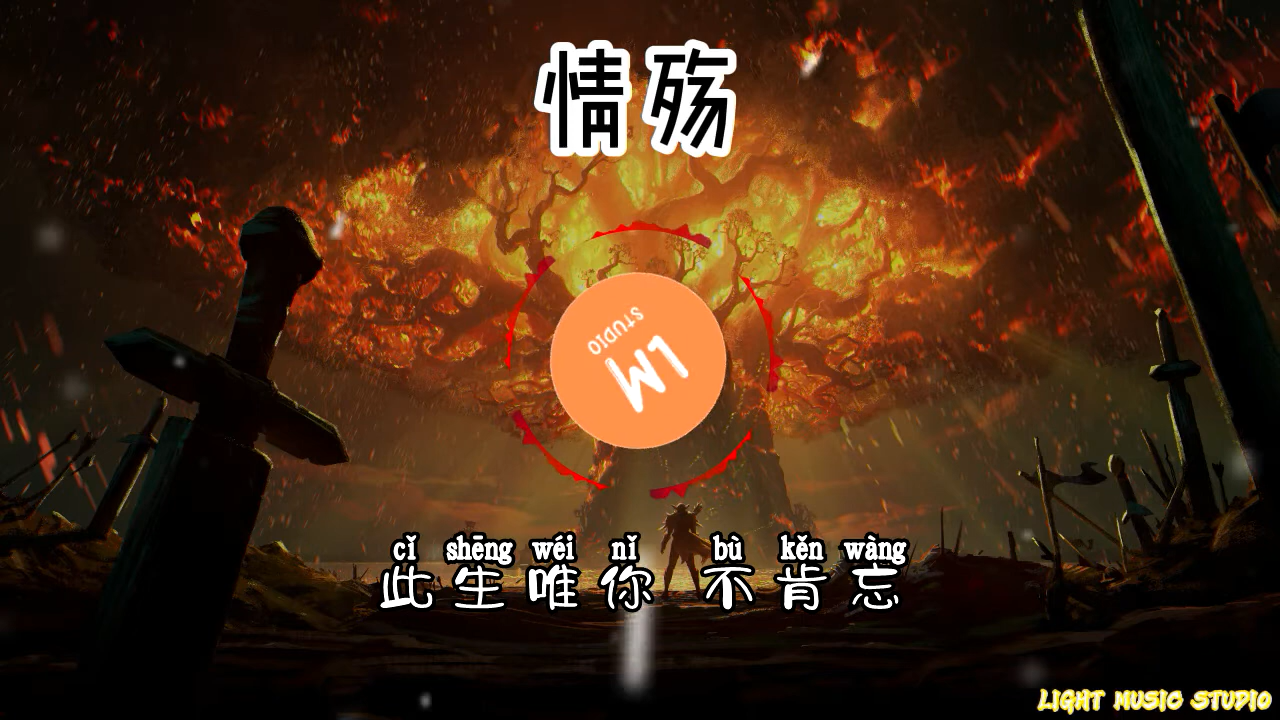 情殇
STUDIO
LM
cǐ shēng wéi nǐ bù kěn wàng
此生唯你 不肯忘
LIGHT MUSIC STUDIO